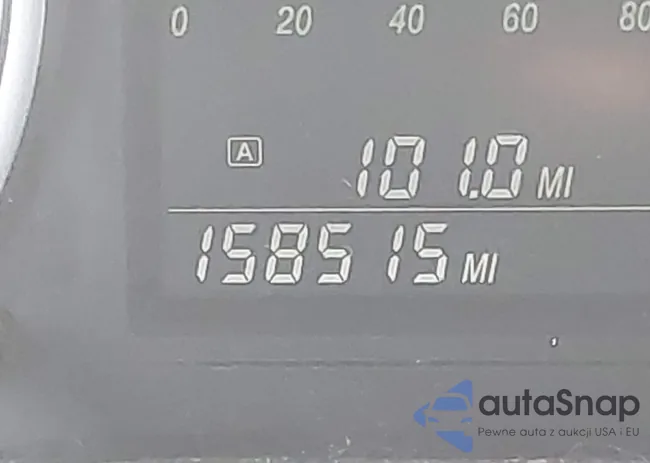 0 20 40 60 80
A 101.0 MI
158515 MI
autaSnap
Pewne auta z aukcji USA i EU